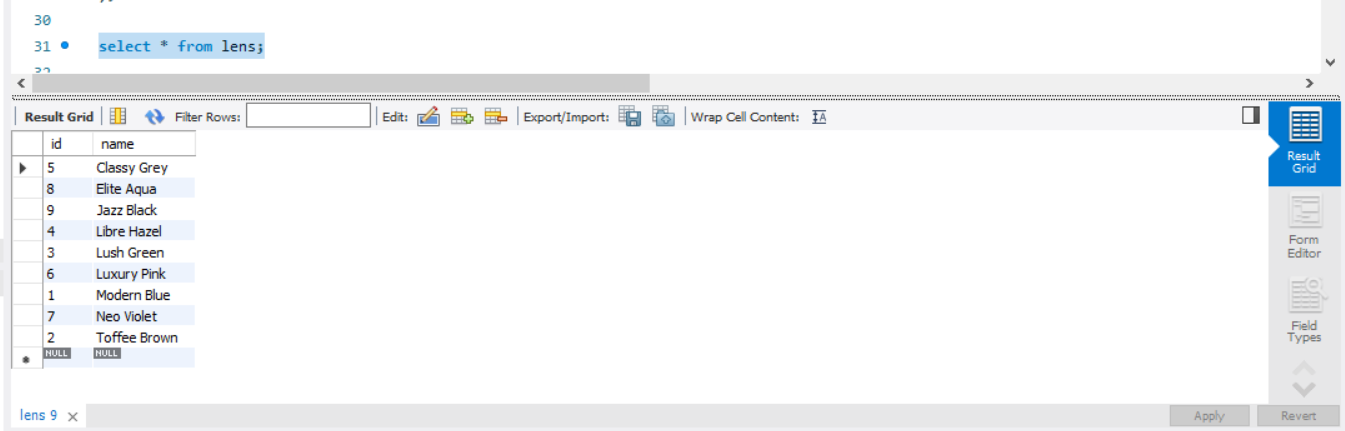 30
31 select * from lens;
Result Grid Filter Rows: Edit: Export/Import: Wrap Cell Content:
id name
5 Classy Grey
8 Elite Aqua
9 Jazz Black
4 Libre Hazel
3 Lush Green
6 Luxury Pink
1 Modern Blue
7 Neo Violet
2 Toffee Brown
NULL NULL
Result
Grid
Form
Editor
Field
Types
lens 9
Apply Revert